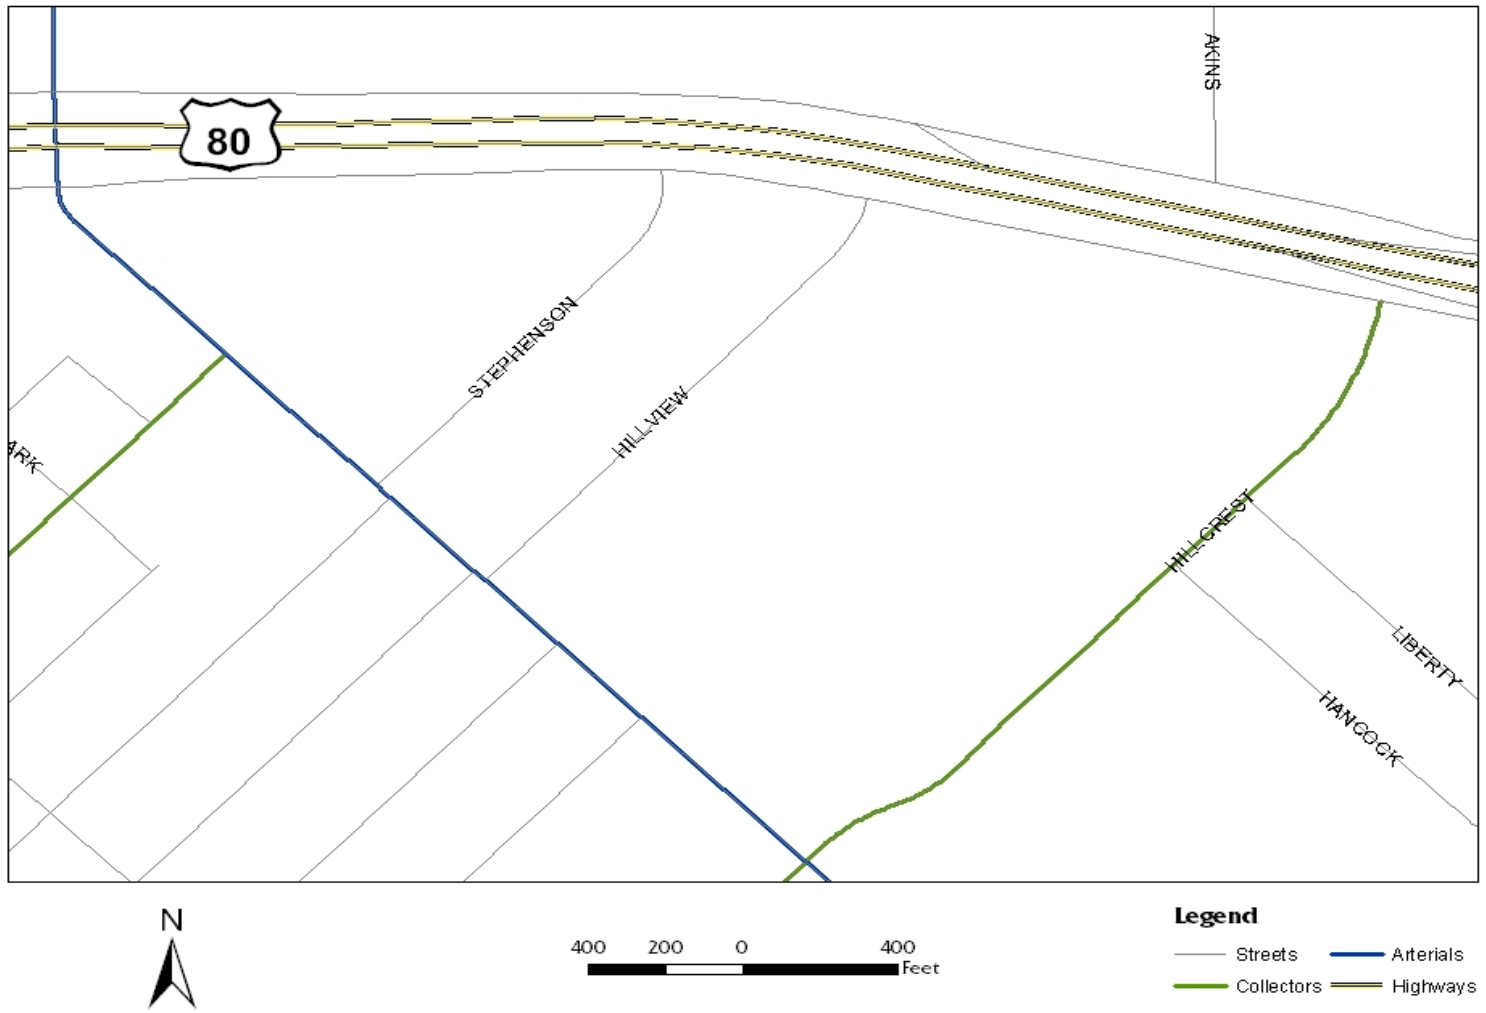 AKINS
80
STEPHENSON
HILLVIEW
ARK
HILLCREST
LIBERTY
HANCOCK
N
400 200 0 400
Feet
Legend
Streets Arterials
Collectors Highways